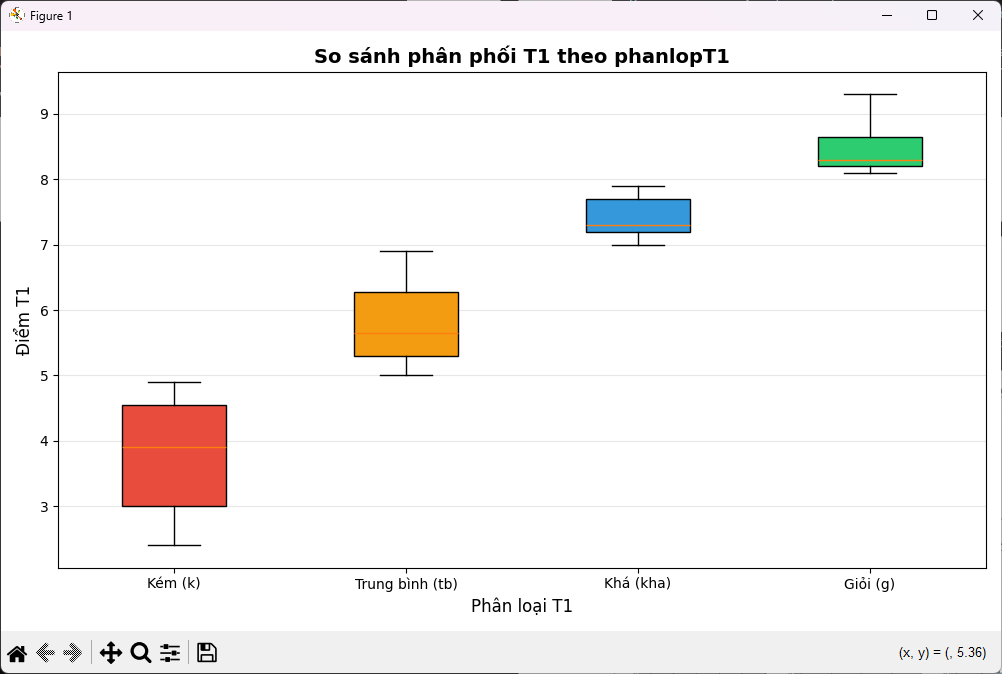 Figure 1
So sánh phân phối T1 theo phanlopT1
9
8
7
6
5
4
3
Điểm T1
Kém (k)
Trung bình (tb)
Khá (kha)
Giỏi (g)
Phân loại T1
(x, y) = (, 5.36)